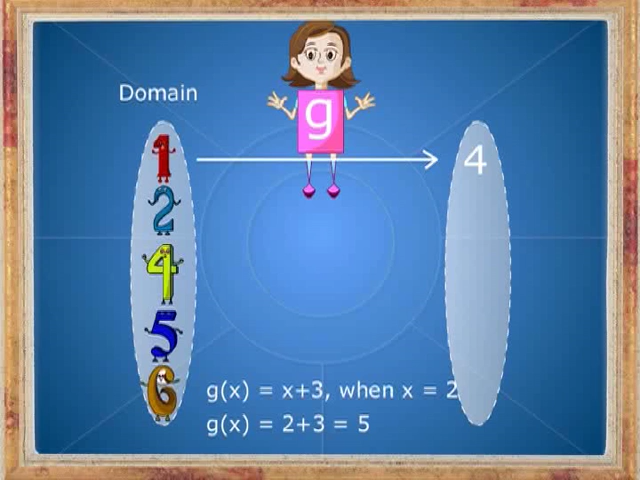 Domain
g
1
4
2
4
5
6
g(x) = x+3, when x = 2
g(x) = 2+3 = 5